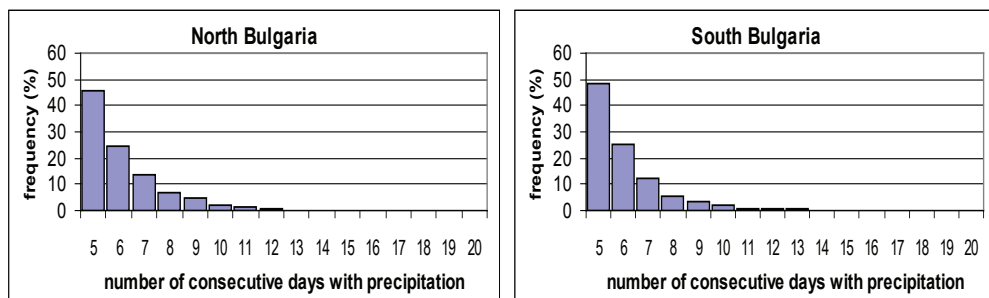 North Bulgaria
frequency (%)
60
50
40
30
20
10
0
5 6 7 8 9 10 11 12 13 14 15 16 17 18 19 20
number of consecutive days with precipitation
South Bulgaria
frequency (%)
60
50
40
30
20
10
0
5 6 7 8 9 10 11 12 13 14 15 16 17 18 19 20
number of consecutive days with precipitation